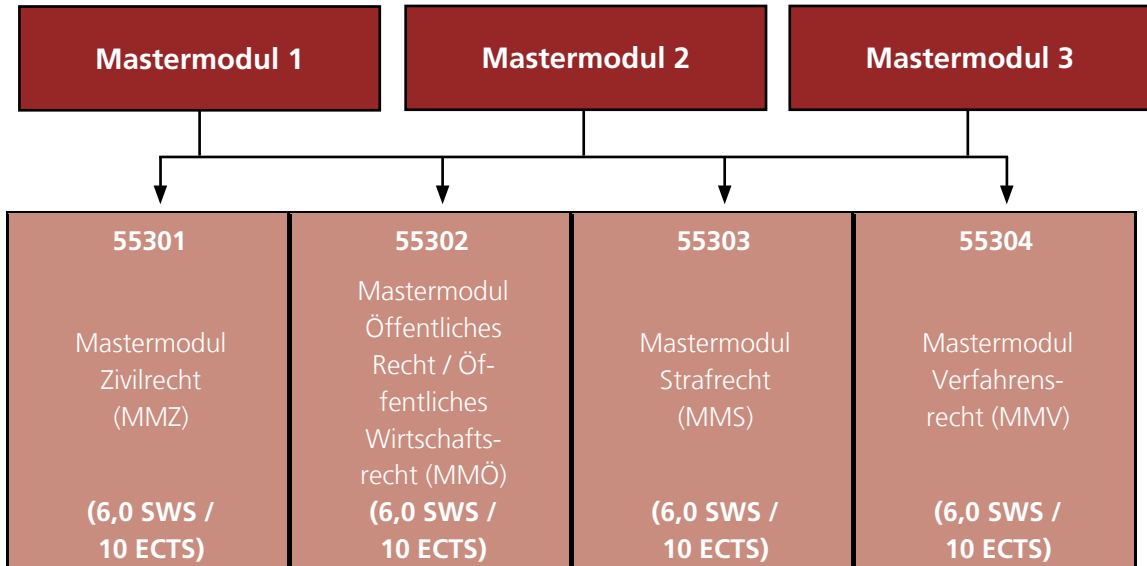 Mastermodul 1
Mastermodul 2
Mastermodul 3
55301
Mastermodul
Zivilrecht
(MMZ)
(6,0 SWS /
10 ECTS)
55302
Mastermodul
Öffentliches
Recht / Öf-
fentliches
Wirtschafts-
recht (MMÖ)
(6,0 SWS /
10 ECTS)
55303
Mastermodul
Strafrecht
(MMS)
(6,0 SWS /
10 ECTS)
55304
Mastermodul
Verfahrens-
recht (MMV)
(6,0 SWS /
10 ECTS)